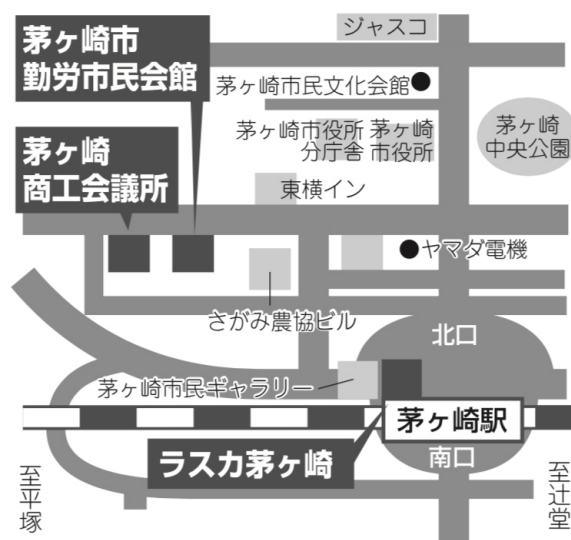 ジャスコ
茅ヶ崎市
勤労市民会館
茅ヶ崎市民文化会館
茅ヶ崎市役所
分庁舎
茅ヶ崎
市役所
茅ヶ崎
中央公園
茅ヶ崎
商工会議所
東横イン
ヤマダ電機
さがみ農協ビル
北口
茅ヶ崎市民ギャラリー
茅ヶ崎駅
南口
ラスカ茅ヶ崎
至平塚
至辻堂